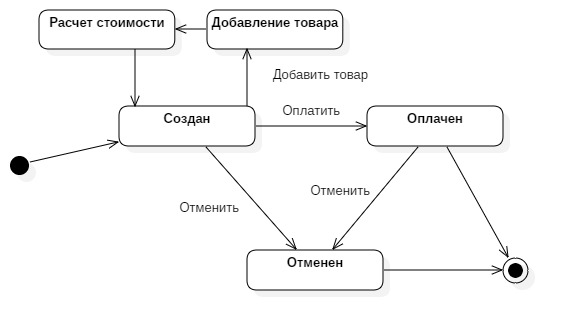 Расчет стоимости
Добавление товара
Добавить товар
Оплатить
Создан
Оплачен
Отменить
Отменить
Отменен